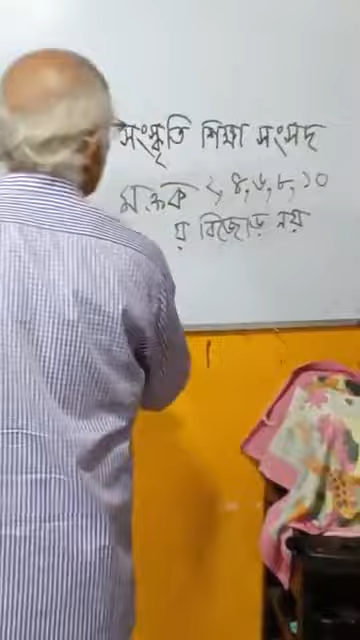 সংস্কৃতি শিক্ষা সংসদ
২, ৪, ৬, ৮, ১০
য় বিজোড় নয়